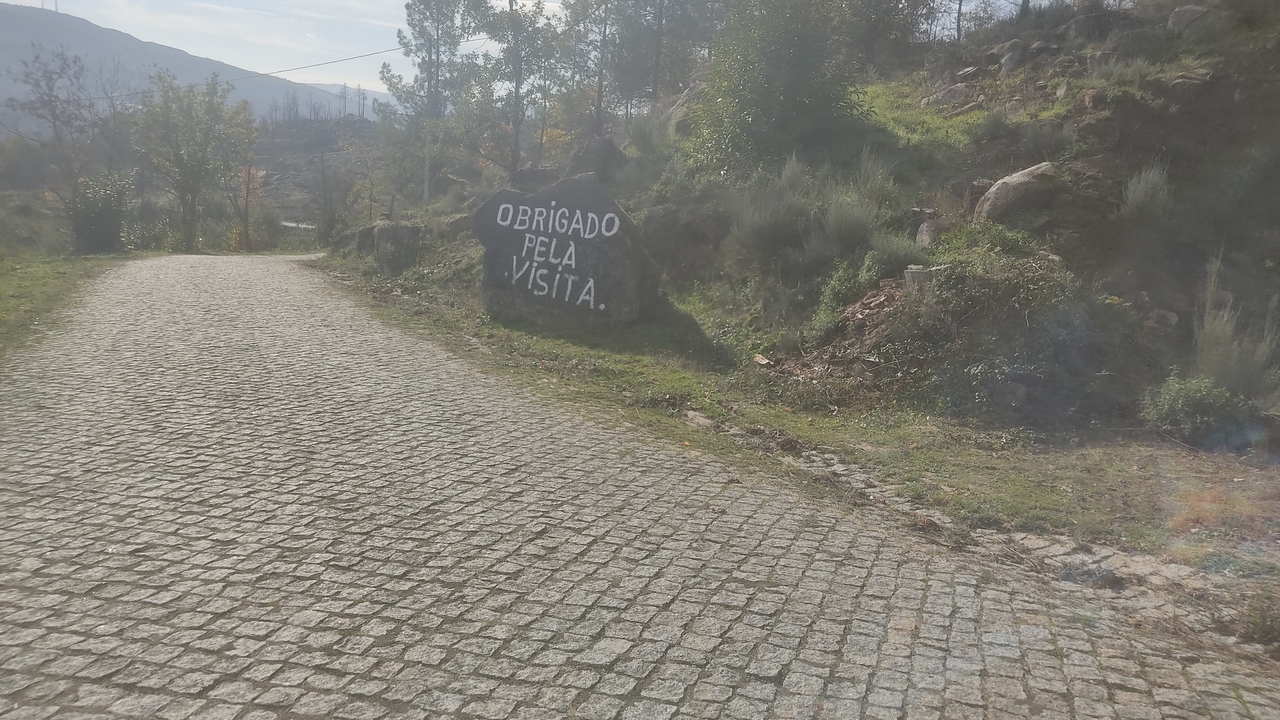 OBRIGADO
PELA
.VISITA.